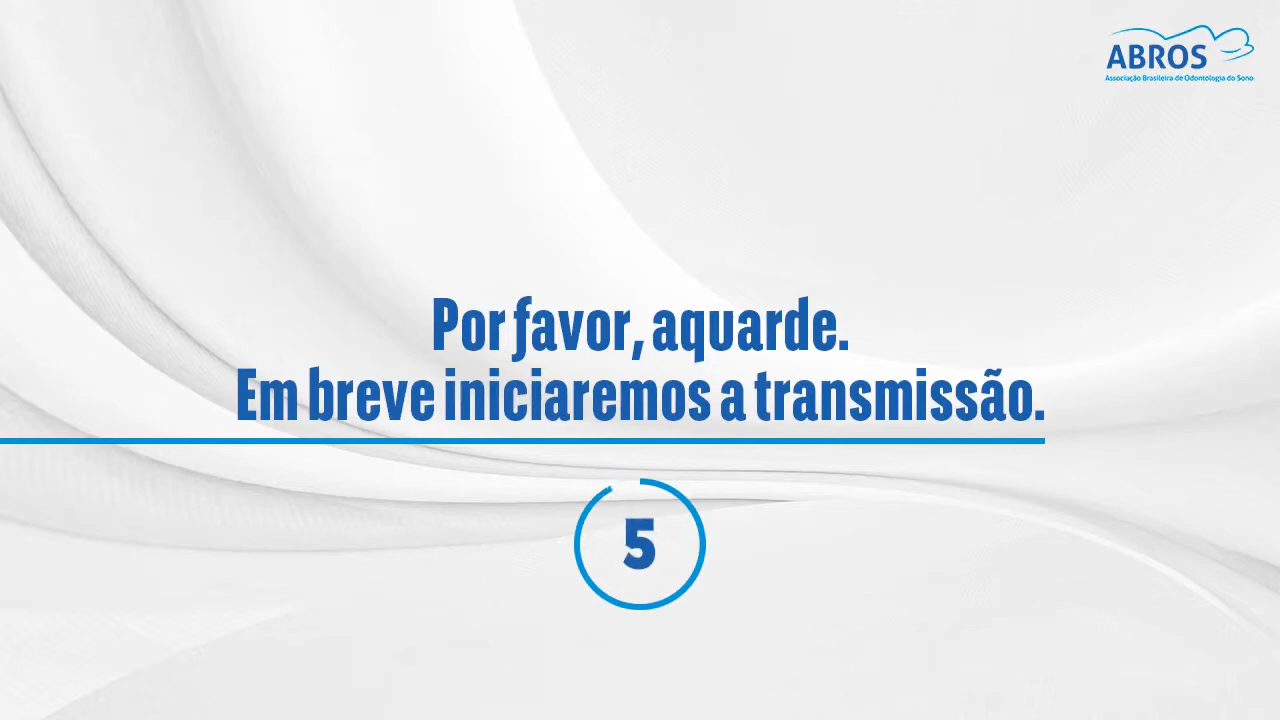 ABROS
Associação Brasileira de Odontologia do Sono
Por favor, aquarde.
Em breve iniciaremos a transmissão.
5